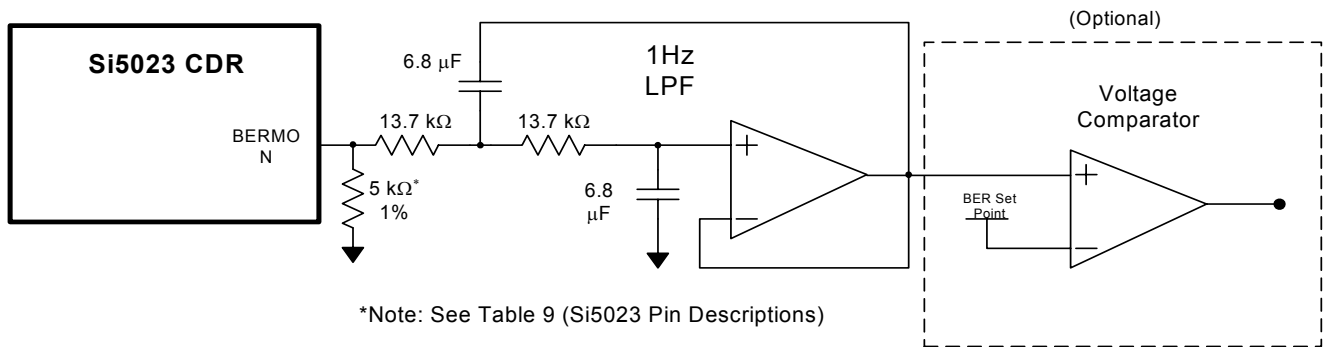 (Optional)
Si5023 CDR
6.8 μF
1Hz
LPF
Voltage
Comparator
13.7 kΩ
13.7 kΩ
BERMO
N
5 kΩ*
1%
6.8
μF
+
−
BER Set
Point
+
−
*Note: See Table 9 (Si5023 Pin Descriptions)